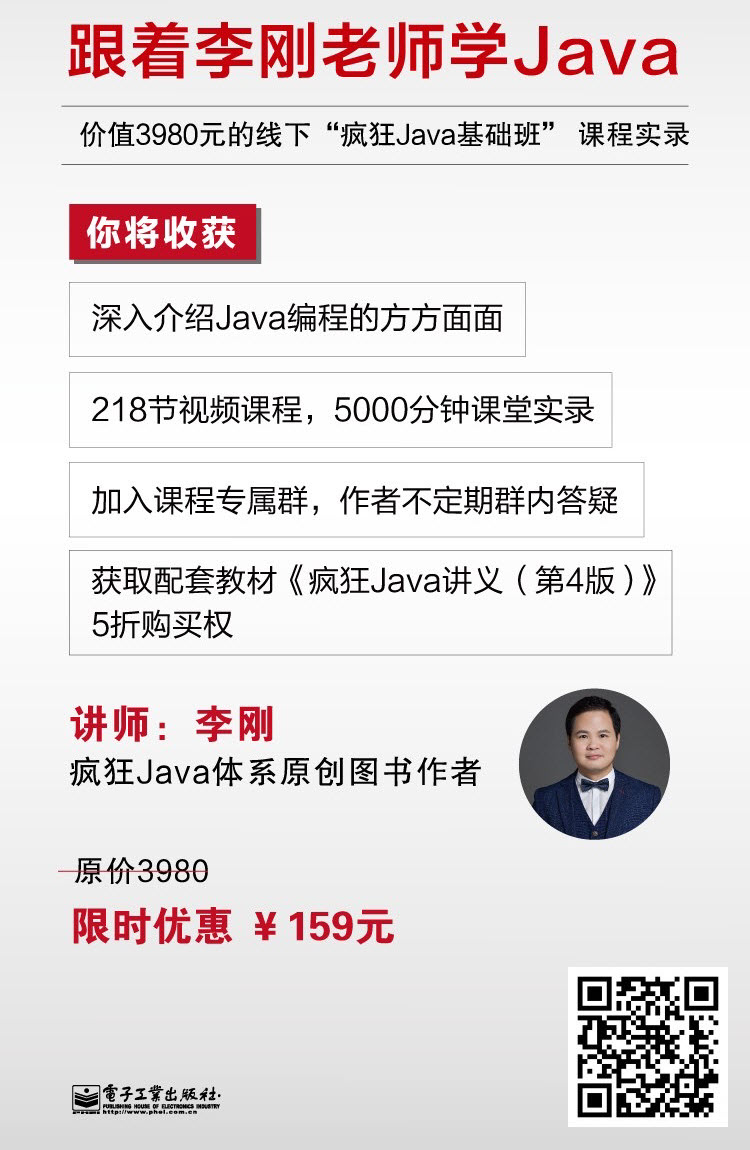 跟着李刚老师学Java
价值3980元的线下“疯狂Java基础班” 课程实录
你将收获
深入介绍Java编程的方方面面
218节视频课程，5000分钟课堂实录
加入课程专属群，作者不定期群内答疑
获取配套教材《疯狂Java讲义（第4版）》
5折购买权
讲师：李刚
疯狂Java体系原创图书作者
原价3980
限时优惠 ￥159元
電子工業出版社·
PUBLISHING HOUSE OF ELECTRONICS INDUSTRY
http://www.phei.com.cn